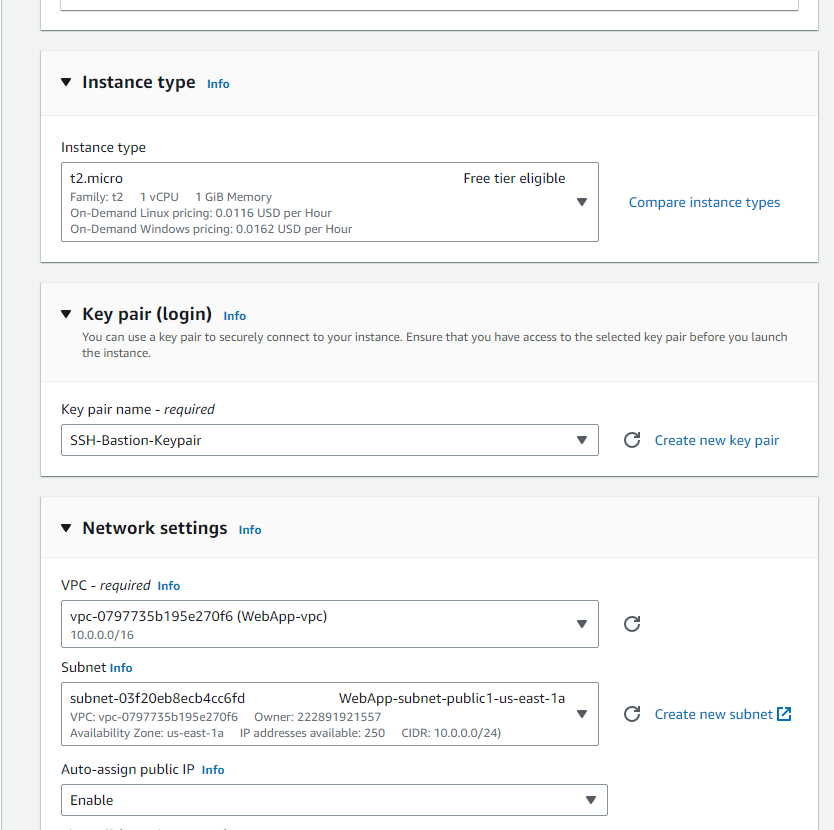 Instance type Info
Instance type
t2.micro Free tier eligible
Family: t2 1 vCPU 1 GiB Memory
On-Demand Linux pricing: 0.0116 USD per Hour
On-Demand Windows pricing: 0.0162 USD per Hour
Compare instance types
Key pair (login) Info
You can use a key pair to securely connect to your instance. Ensure that you have access to the selected key pair before you launch
the instance.
Key pair name - required
SSH-Bastion-Keypair
Create new key pair
Network settings Info
VPC - required Info
vpc-0797735b195e270f6 (WebApp-vpc)
10.0.0.0/16
Subnet Info
subnet-03f20eb8ecb4cc6fd WebApp-subnet-public1-us-east-1a
VPC: vpc-0797735b195e270f6 Owner: 222891921557
Availability Zone: us-east-1a IP addresses available: 250 CIDR: 10.0.0.0/24)
Create new subnet
Auto-assign public IP Info
Enable